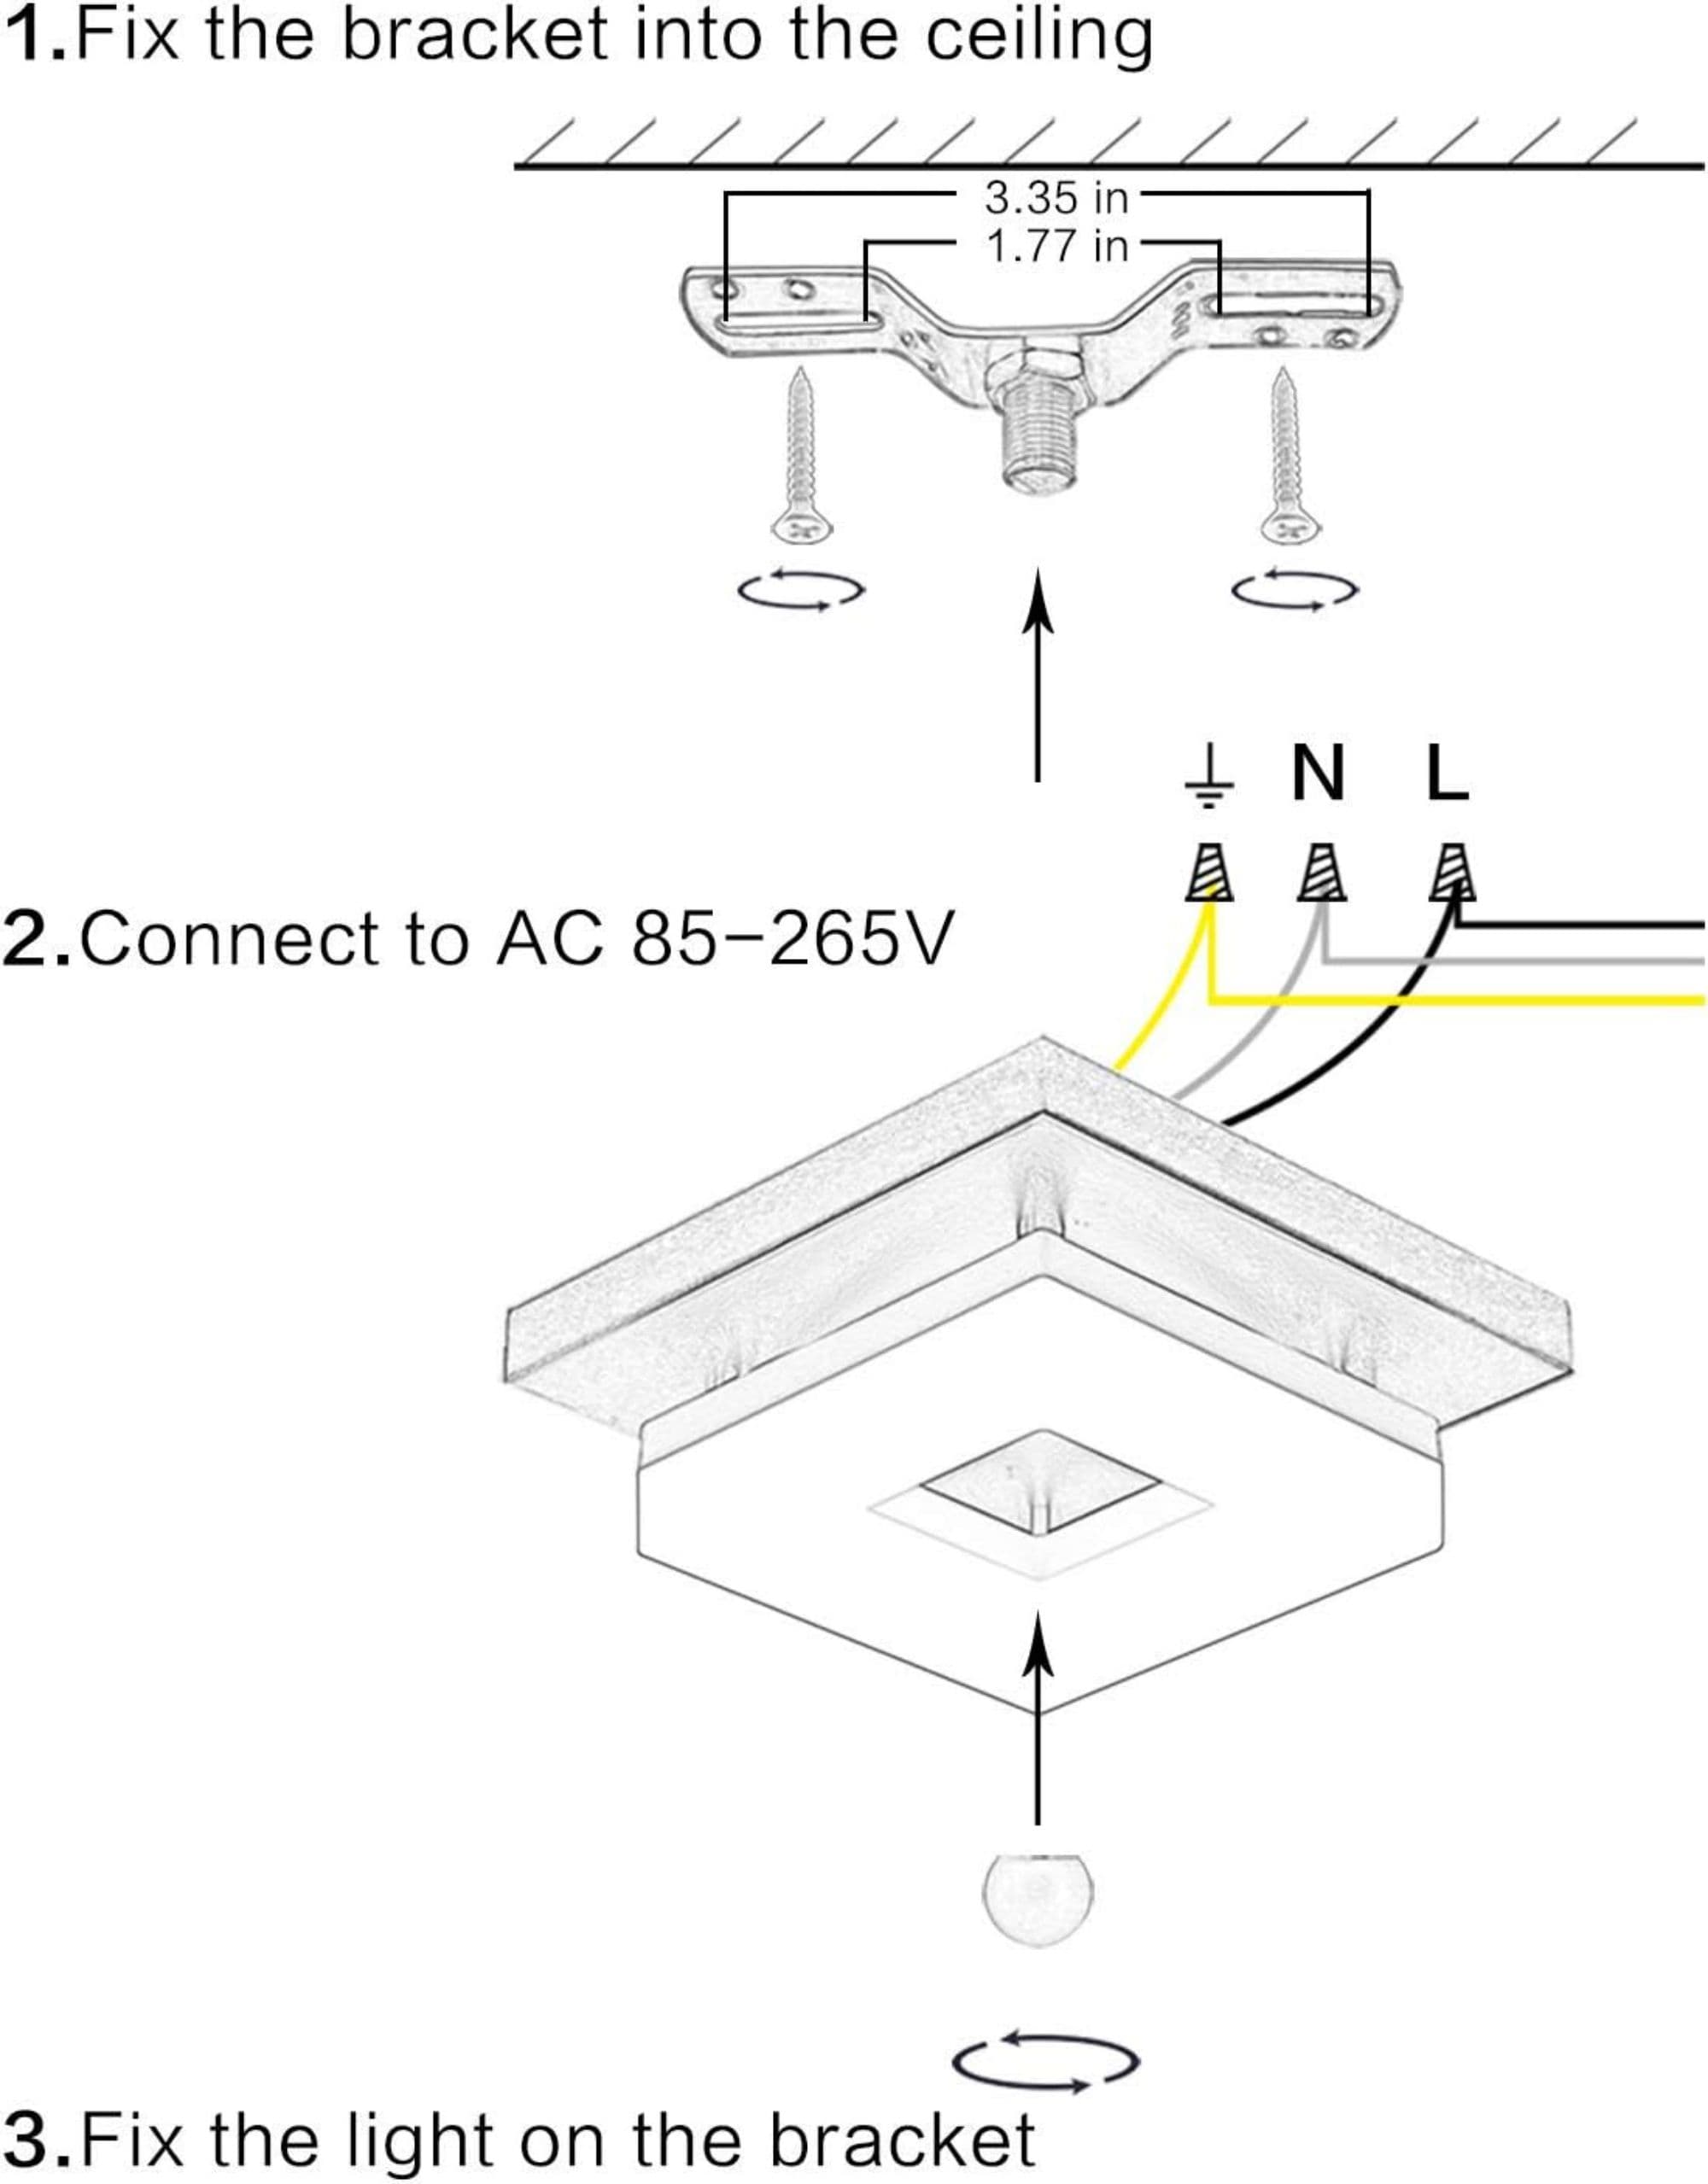 1.Fix the bracket into the ceiling
3.35 in
1.77 in
N L
2.Connect to AC 85-265V
3.Fix the light on the bracket